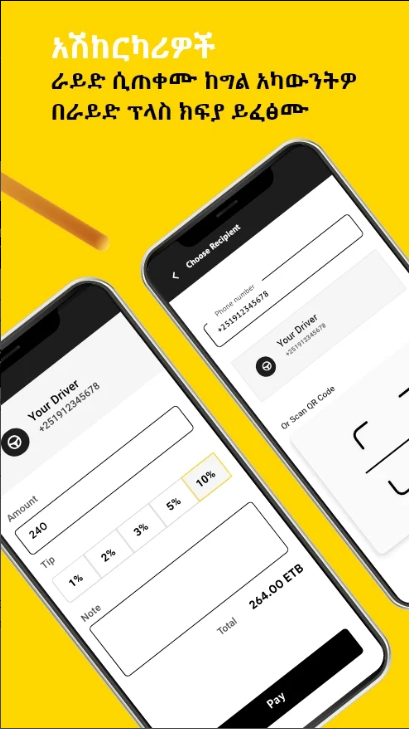 አሽከርካሪዎች
ራይድ ሲጠቀሙ ከግል አካውንትዎ
በራይድ ፕላስ ክፍያ ይፈፅሙ
Choose Recipient
Phone number
+251912345678
Your Driver
+251912345678
Or Scan QR Code
Your Driver
+251912345678
Amount
240
Tip
1%
2%
3%
5%
10%
Note
Total
264.00 ETB
Pay